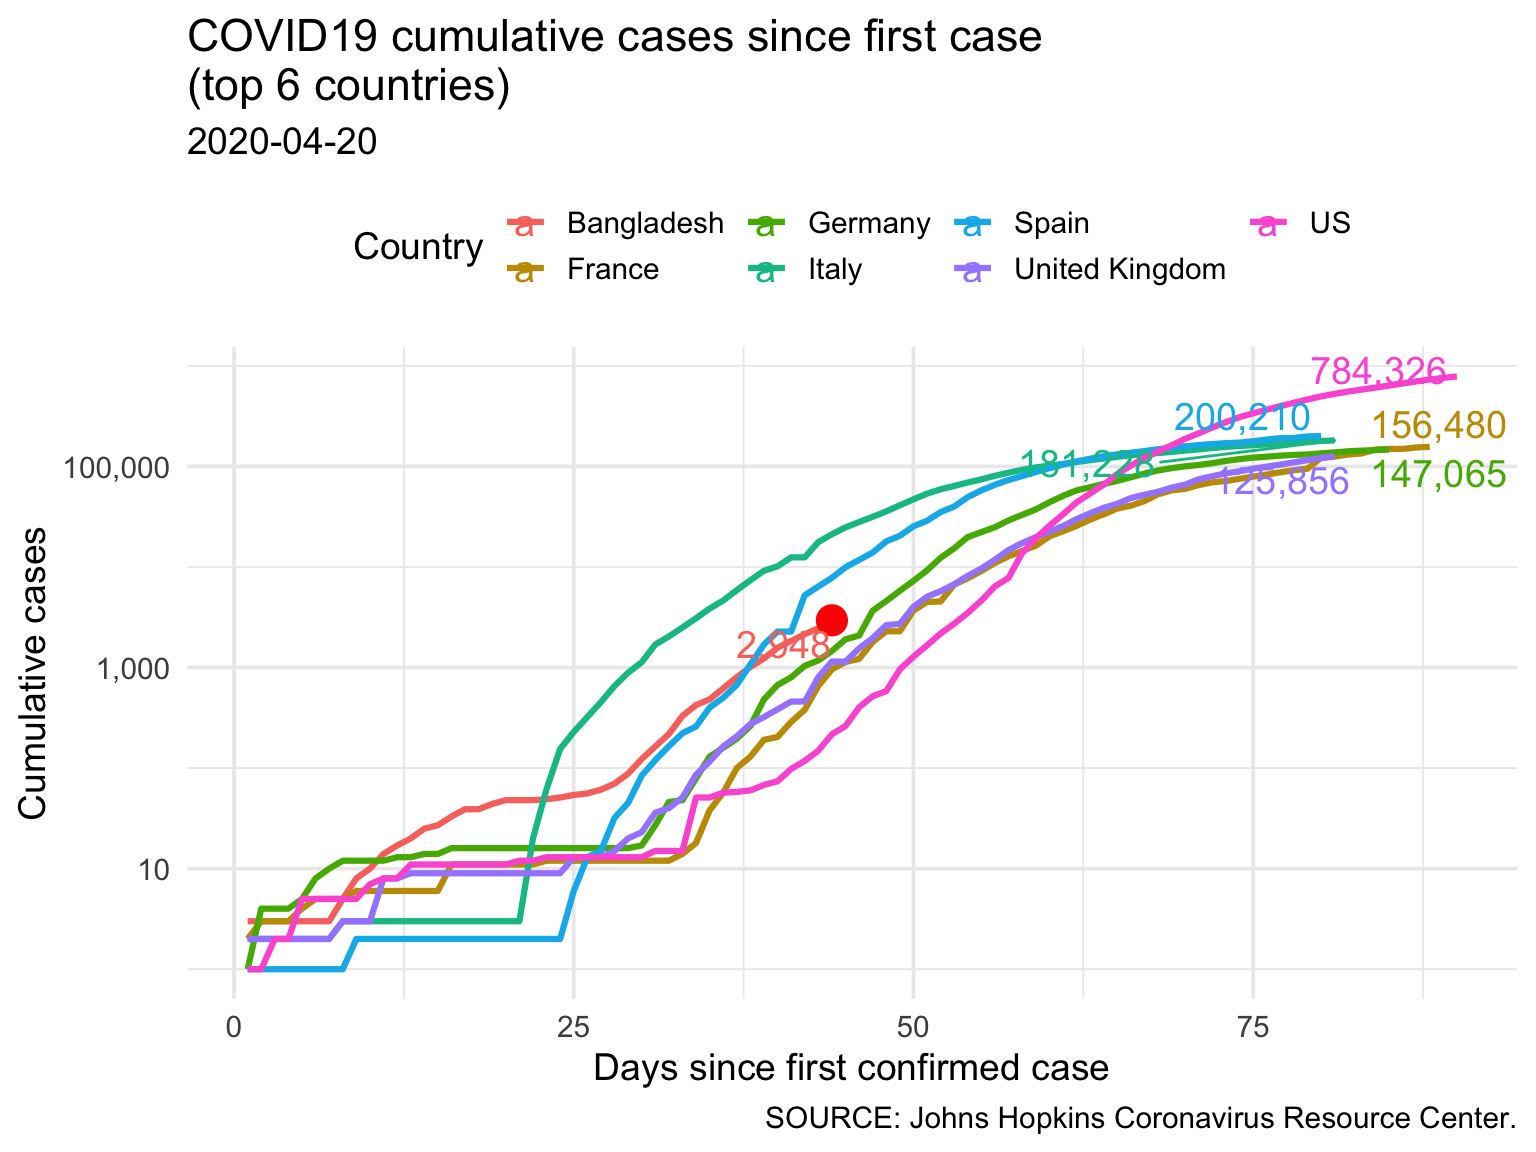 COVID19 cumulative cases since first case
(top 6 countries)
2020-04-20
Country
a Bangladesh a Germany a Spain a US
a France a Italy a United Kingdom
784,326
200,210
156,480
181,228
147,065
125,856
2,948
Cumulative cases
100,000
1,000
10
0 25 50 75
Days since first confirmed case
SOURCE: Johns Hopkins Coronavirus Resource Center.